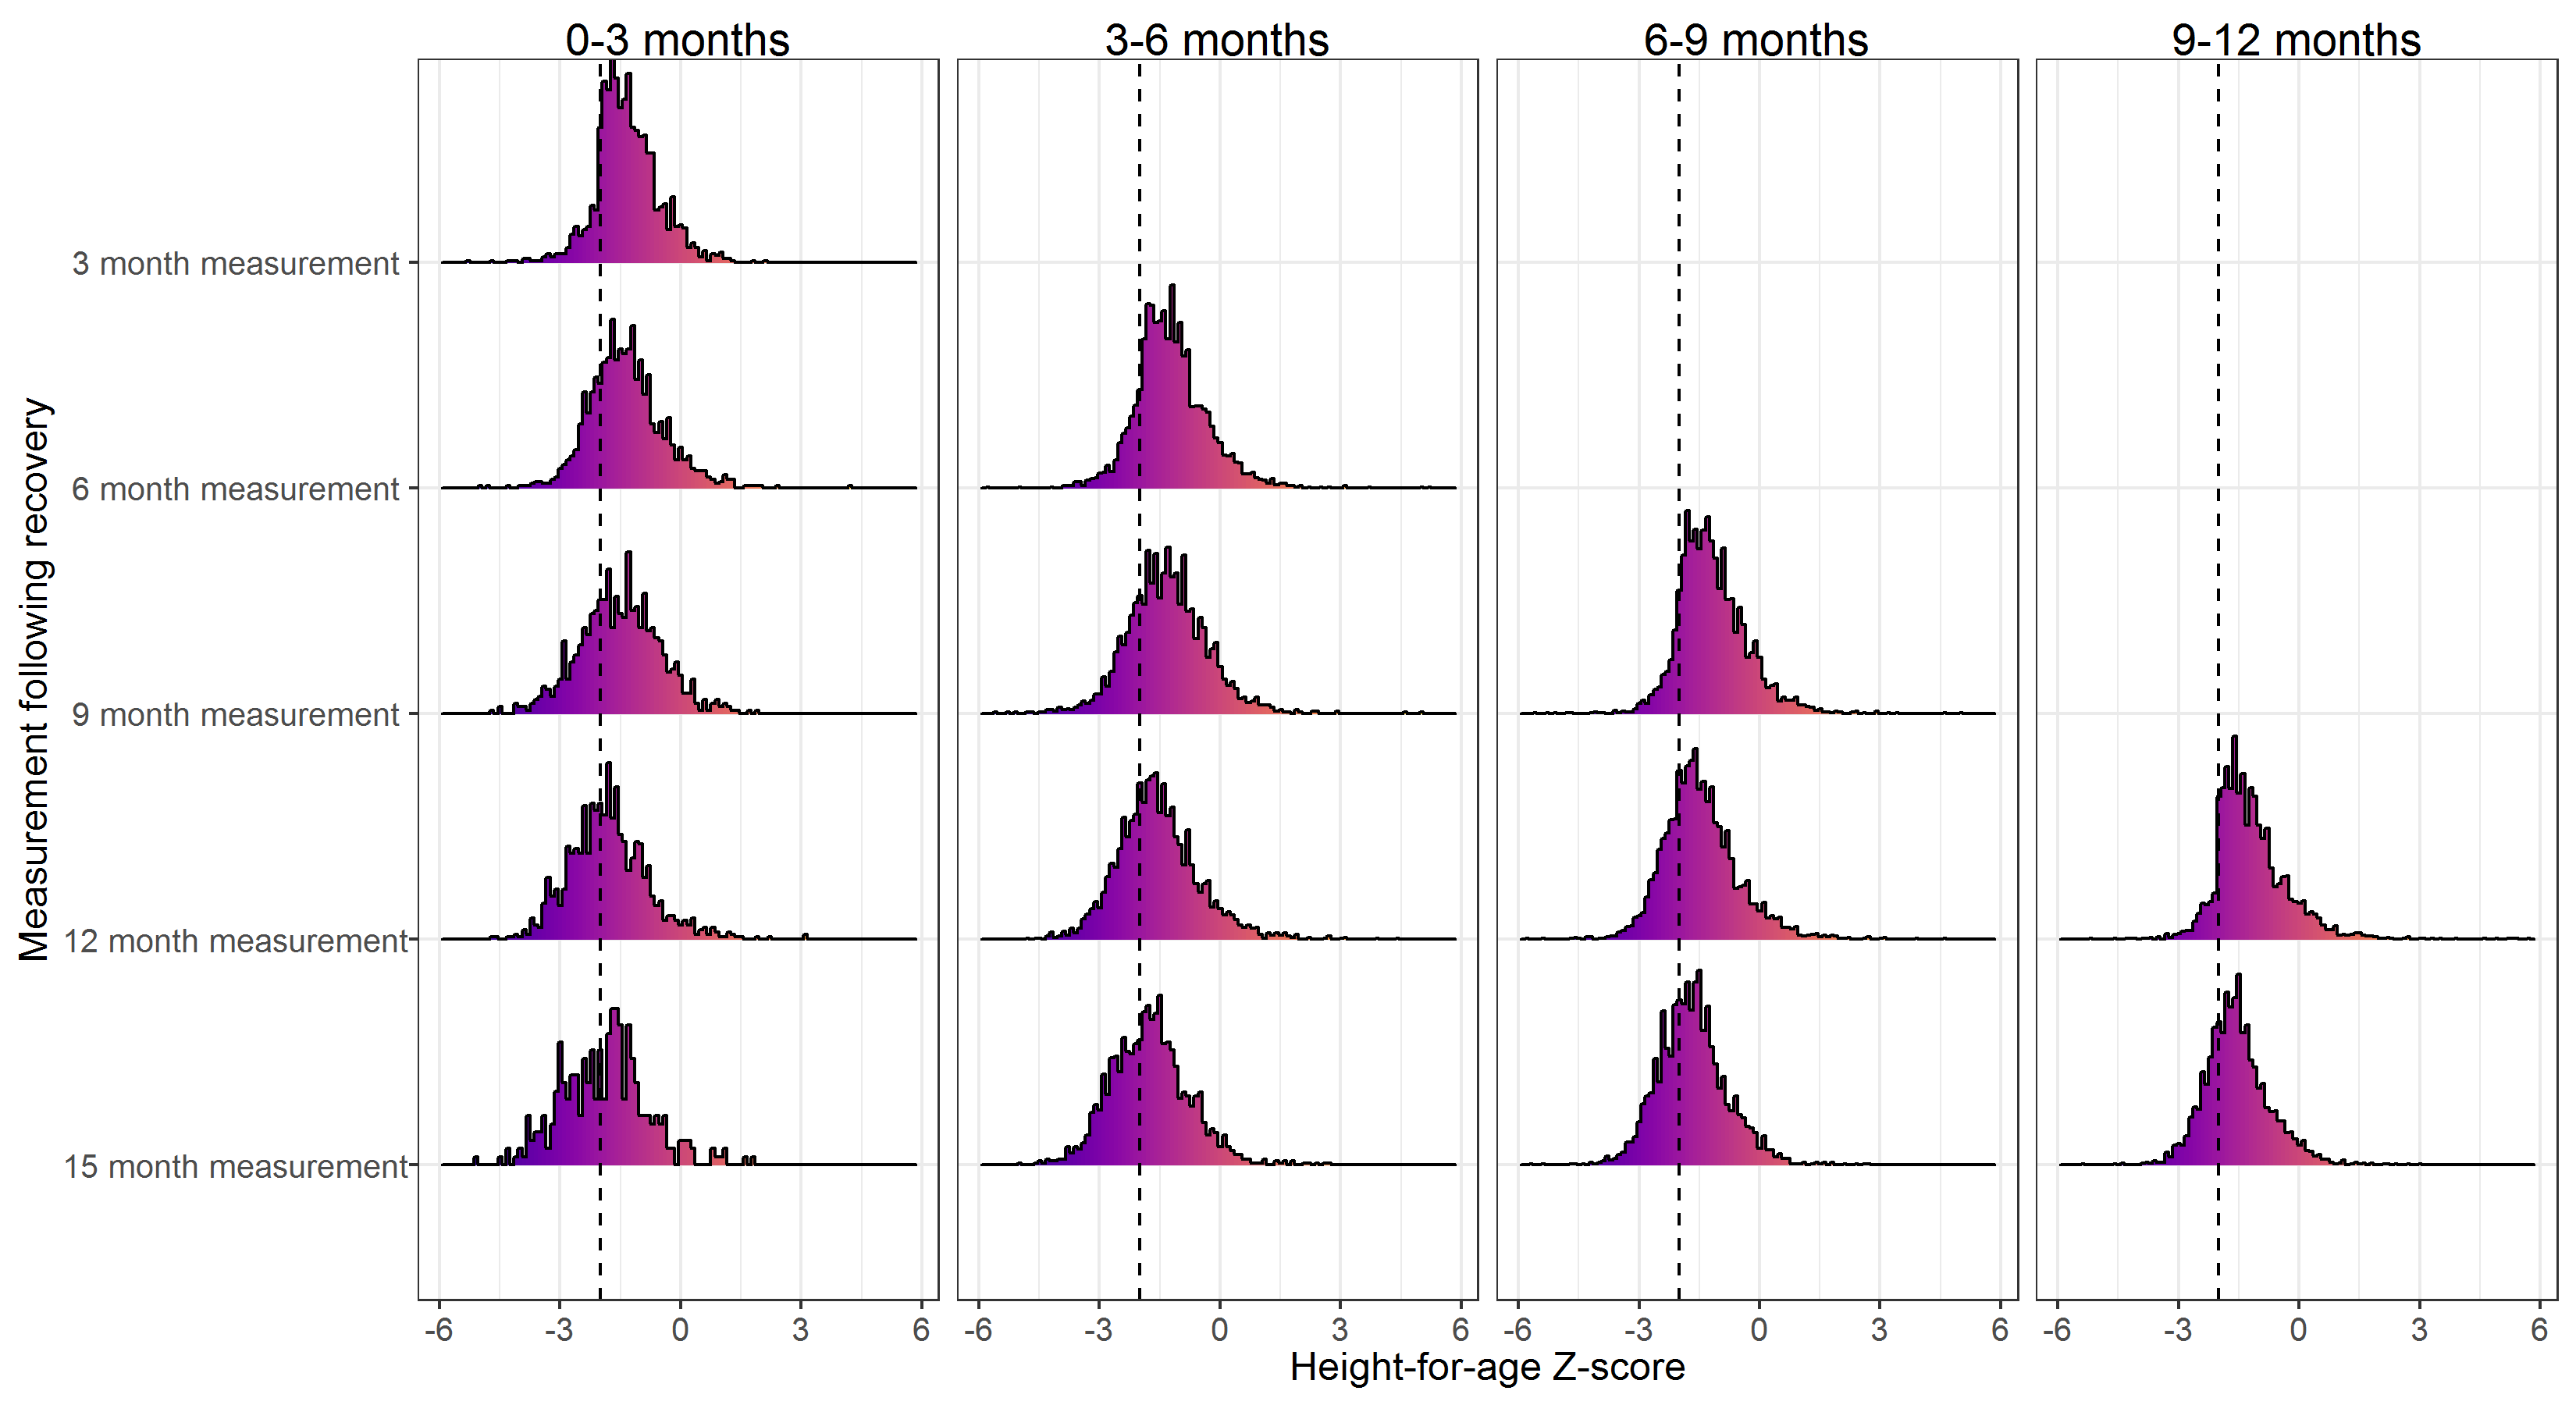 0-3 months
3-6 months
6-9 months
9-12 months
Measurement following recovery
3 month measurement
6 month measurement
9 month measurement
12 month measurement
15 month measurement
-6 -3 0 3 6
-6 -3 0 3 6
-6 -3 0 3 6
-6 -3 0 3 6
Height-for-age Z-score